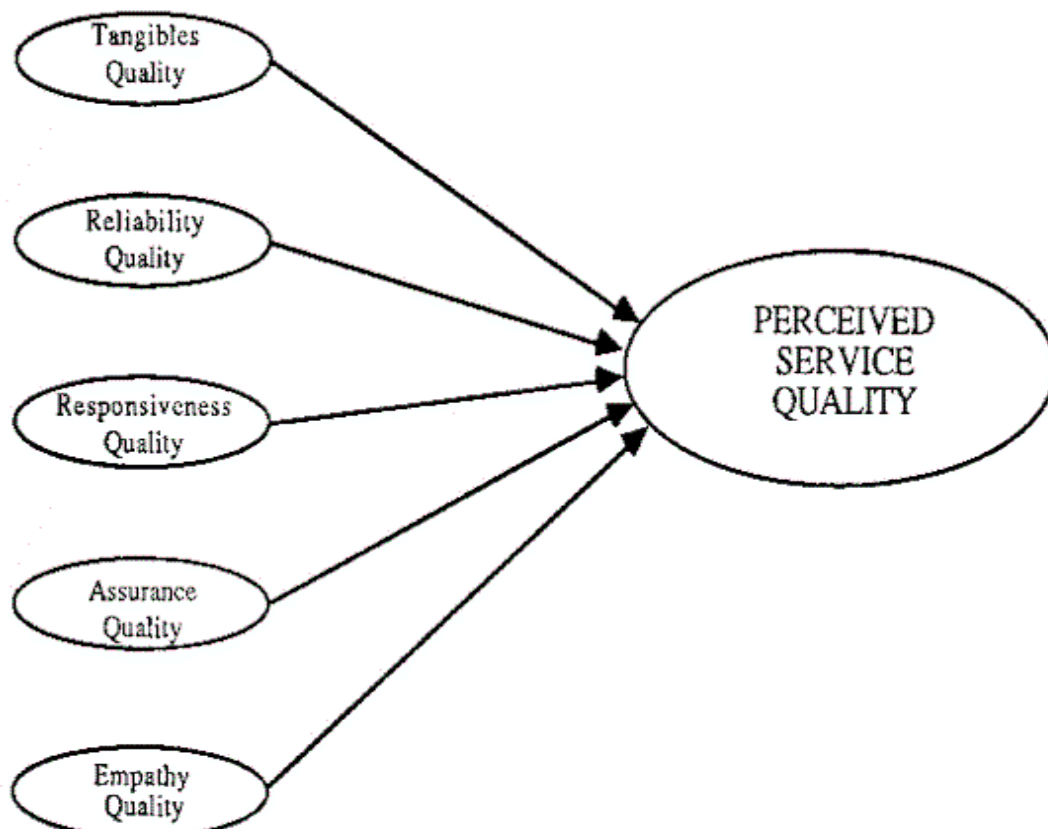 Tangibles
Quality
Reliability
Quality
Responsiveness
Quality
Assurance
Quality
Empathy
Quality
PERCEIVED
SERVICE
QUALITY